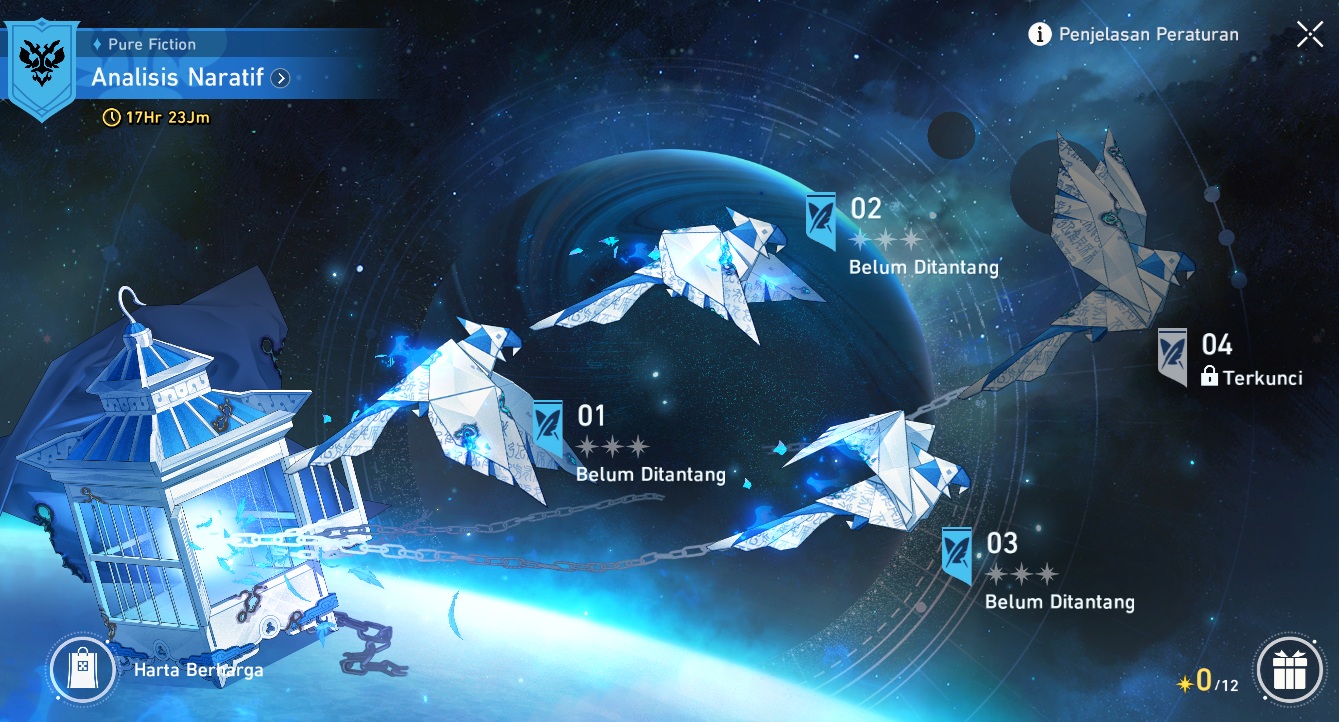 Pure Fiction
Analisis Naratif
17Hr 23Jm
Penjelasan Peraturan
02
Belum Ditantang
04
Terkunci
01
Belum Ditantang
03
Belum Ditantang
Harta Berharga
0/12